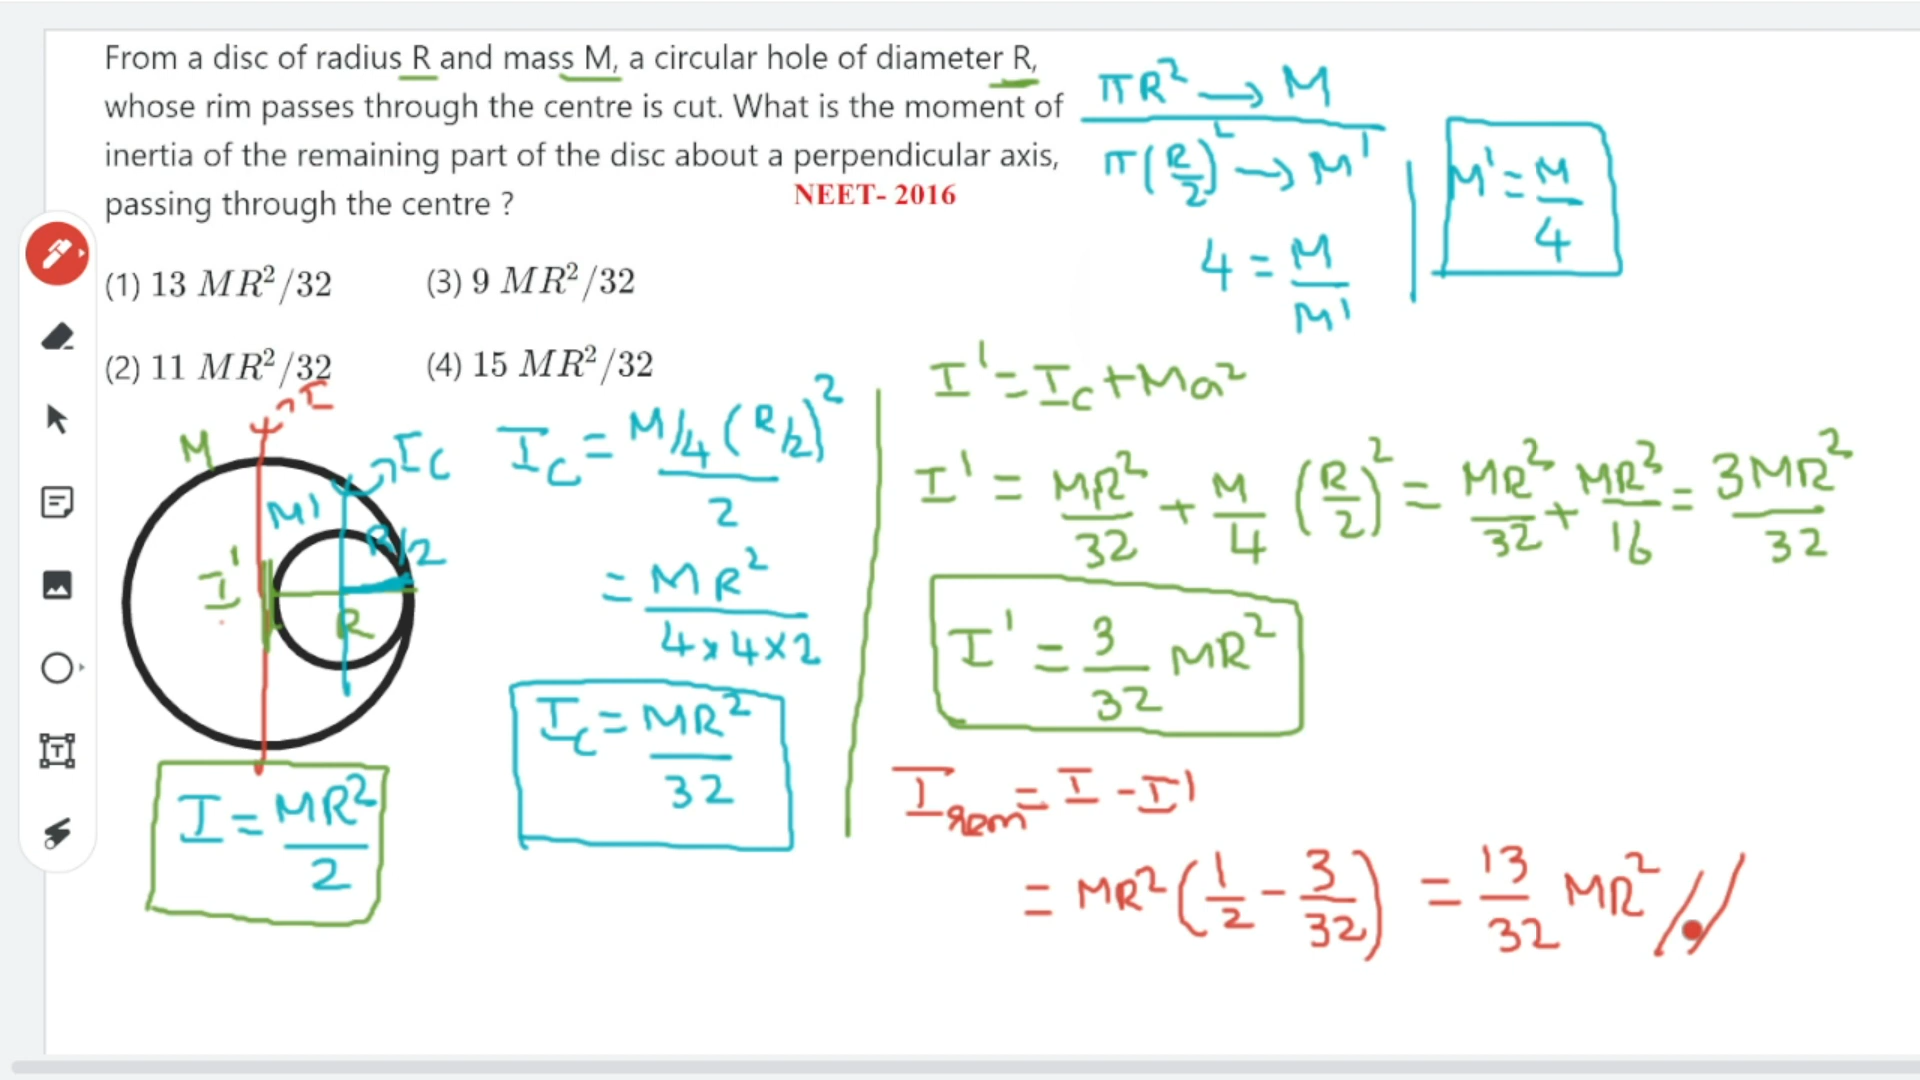 From a disc of radius R and mass M, a circular hole of diameter R,
whose rim passes through the centre is cut. What is the moment of
inertia of the remaining part of the disc about a perpendicular axis,
passing through the centre ?
NEET- 2016
(1) 13 MR²/32
(3) 9 MR²/32
(2) 11 MR²/32
(4) 15 MR²/32
πR² → M
π(R/2)² → M'
4 = M/M'
M' = M/4
I
M
I_C
M'
R/2
I'
R
I = MR²/2
I_C = M/4 (R/2)² / 2
= MR² / 4×4×2
I_C = MR²/32
I' = I_C + Ma²
I' = MR²/32 + M/4 (R/2)² = MR²/32 + MR²/16 = 3MR²/32
I' = 3/32 MR²
I_rem = I - I'
= MR² (1/2 - 3/32) = 13/32 MR² //